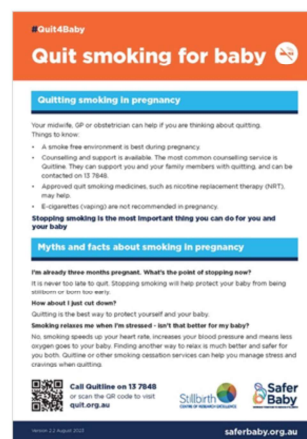 #Quit4Baby
Quit smoking for baby
Quitting smoking in pregnancy
Your midwife, GP or obstetrician can help if you are thinking about quitting.
Things to know:
• A smoke free environment is best during pregnancy.
• Counselling and support is available. The most common counselling service is
Quitline. They can support you and your family members with quitting, and can be
contacted on 13 7848.
• Approved quit smoking medicines, such as nicotine replacement therapy (NRT),
may help.
• E-cigarettes (vaping) are not recommended in pregnancy.
Stopping smoking is the most important thing you can do for you and
your baby
Myths and facts about smoking in pregnancy
I'm already three months pregnant. What's the point of stopping now?
It is never too late to quit. Stopping smoking will help protect your baby from being
stillborn or born too early.
How about I just cut down?
Quitting is the best way to protect yourself and your baby.
Smoking relaxes me when I'm stressed - isn't that better for my baby?
No, smoking speeds up your heart rate, increases your blood pressure and means less
oxygen goes to your baby. Finding another way to relax is much better and safer for
you both. Quitline or other smoking cessation services can help you manage stress and
cravings when quitting.
Call Quitline on 13 7848
or scan the QR code to visit
quit.org.au
Stillbirth
CENTRE OF RESEARCH EXCELLENCE
Safer
Baby
Version 2.2 August 2023
saferbaby.org.au